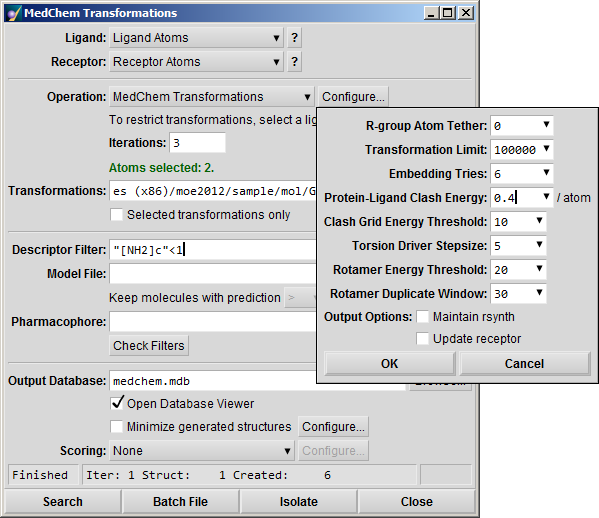 MedChem Transformations
Ligand: Ligand Atoms ?
Receptor: Receptor Atoms ?
Operation: MedChem Transformations Configure...
To restrict transformations, select a lig
Iterations: 3
Atoms selected: 2.
Transformations: es (x86)/moe2012/sample/mol/G
Selected transformations only
Descriptor Filter: "[NH2]c"<1
Model File:
Keep molecules with prediction >
Pharmacophore:
Check Filters
Output Database: medchem.mdb
Open Database Viewer
Minimize generated structures Configure...
Scoring: None Configure...
Finished Iter: 1 Struct: 1 Created: 6
Search Batch File Isolate Close
R-group Atom Tether: 0
Transformation Limit: 100000
Embedding Tries: 6
Protein-Ligand Clash Energy: 0.4 / atom
Clash Grid Energy Threshold: 10
Torsion Driver Stepsize: 5
Rotamer Energy Threshold: 20
Rotamer Duplicate Window: 30
Output Options: Maintain rsynth
Update receptor
OK Cancel